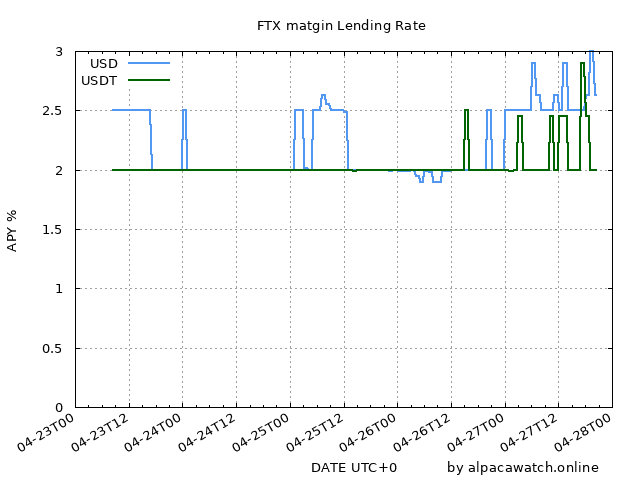 FTX matgin Lending Rate
USD
USDT
3
2.5
2
1.5
1
0.5
0
APY %
04-23T00
04-23T12
04-24T00
04-24T12
04-25T00
04-25T12
04-26T00
04-26T12
04-27T00
04-27T12
04-28T00
DATE UTC+0
by alpacawatch.online